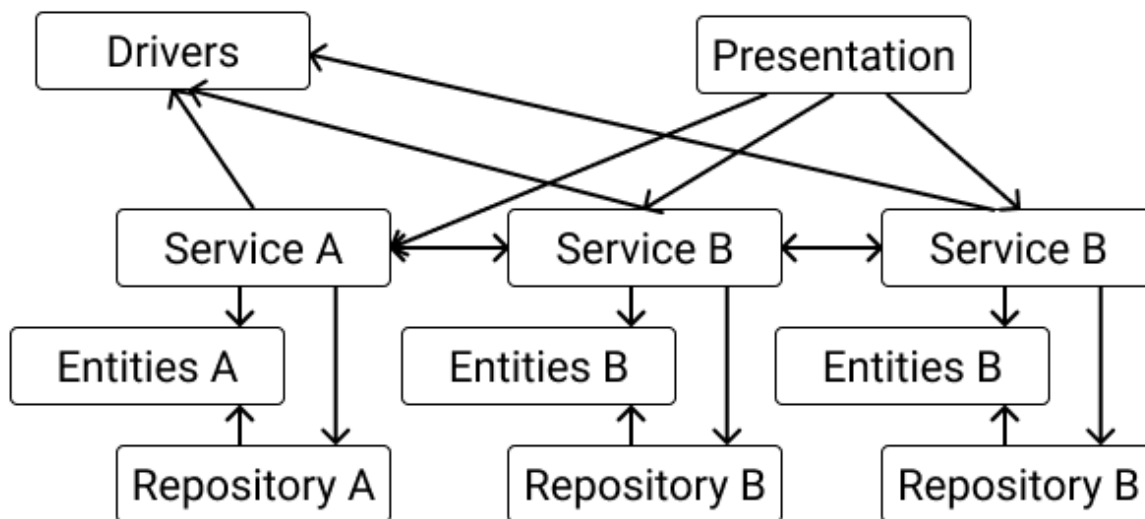 Drivers
Presentation
Service A
Service B
Service B
Entities A
Entities B
Entities B
Repository A
Repository B
Repository B